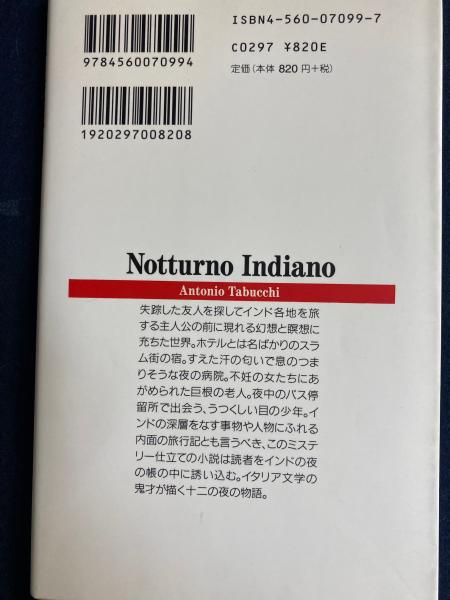 ISBN4-560-07099-7
9784560070994
C0297 ¥820E
定価(本体 820円+税)
1920297008208
Notturno Indiano
Antonio Tabucchi
失踪した友人を探してインド各地を旅
する主人公の前に現れる幻想と瞑想に
充ちた世界。ホテルとは名ばかりのスラ
ム街の宿。すえた汗の匂いで息のつま
りそうな夜の病院。不妊の女たちにあ
がめられた巨根の老人。夜中のバス停
留所で出会う、うつくしい目の少年。イ
ンドの深層をなす事物や人物にふれる
内面の旅行記とも言うべき、このミステ
リー仕立ての小説は読者をインドの夜
の帳の中に誘い込む。イタリア文学の
鬼才が描く十二の夜の物語。